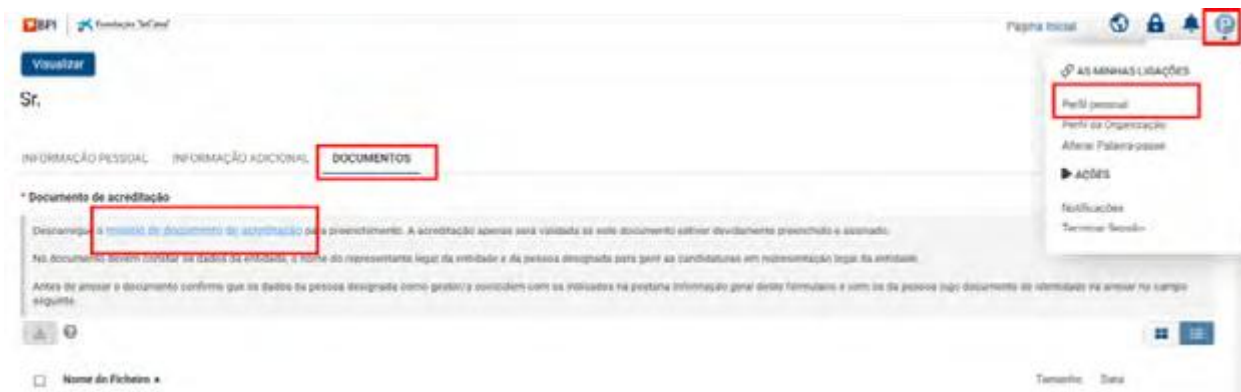 BPI Fundação "la Caixa"
Página Inicial
Visualizar
Sr.
AS MINHAS LIGAÇÕES
Perfil pessoal
Perfil da Organização
Alterar Palavra-passe
AÇÕES
Notificações
Terminar Sessão
INFORMAÇÃO PESSOAL INFORMAÇÃO ADICIONAL DOCUMENTOS
* Documento de acreditação
Descarregue o modelo de documento de acreditação para preenchimento. A acreditação apenas será validada se este documento estiver devidamente preenchido e assinado.
No documento devem constar os dados da entidade, o nome do representante legal da entidade e da pessoa designada para gerir as candidaturas em representação legal da entidade.
Antes de anexar o documento confirme que os dados da pessoa designada como gestor/a coincidem com os indicados na postana informação geral deste formulário e com os da pessoa cujo documento de identidade vai anexar no campo
seguinte.
Nome do Ficheiro
Tamanho Data